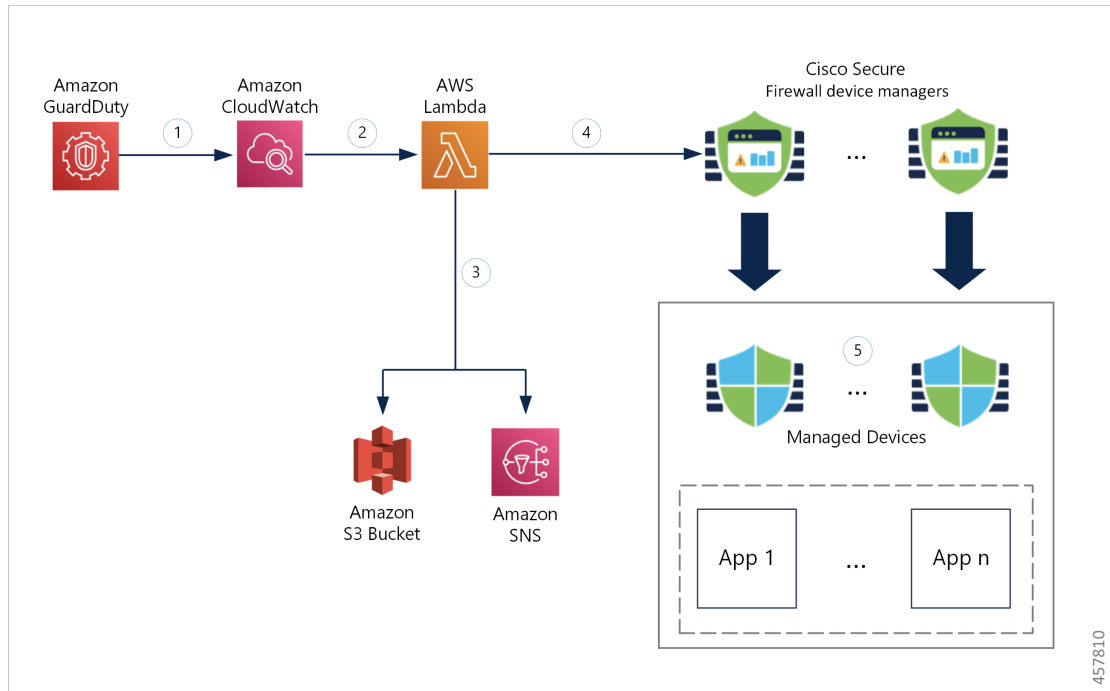 Amazon
GuardDuty
Amazon
CloudWatch
AWS
Lambda
Cisco Secure
Firewall device managers
1
2
4
...
3
5
...
Managed Devices
Amazon
S3 Bucket
Amazon
SNS
App 1
...
App n
457810